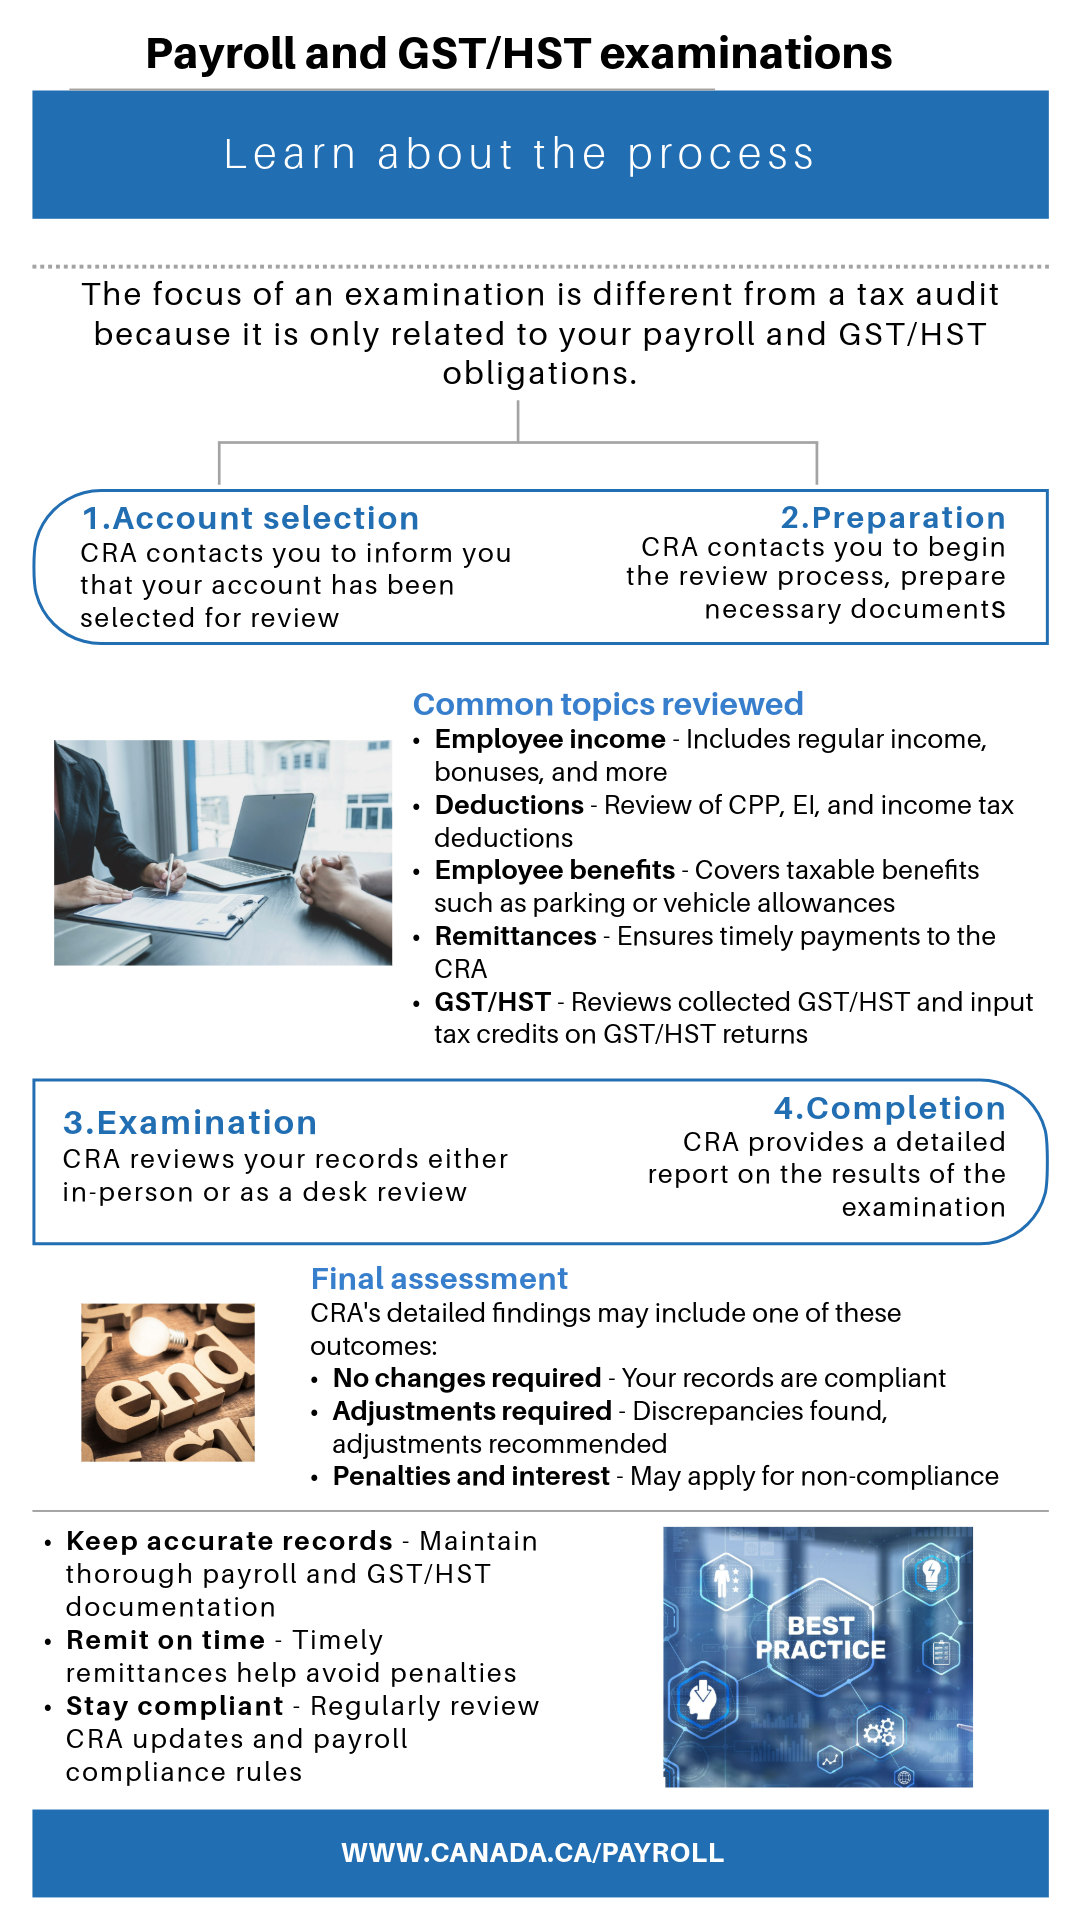 Payroll and GST/HST examinations
Learn about the process
The focus of an examination is different from a tax audit
because it is only related to your payroll and GST/HST
obligations.
1.Account selection
CRA contacts you to inform you
that your account has been
selected for review
2.Preparation
CRA contacts you to begin
the review process, prepare
necessary documents
Common topics reviewed
• Employee income - Includes regular income,
bonuses, and more
• Deductions - Review of CPP, EI, and income tax
deductions
• Employee benefits - Covers taxable benefits
such as parking or vehicle allowances
• Remittances - Ensures timely payments to the
CRA
• GST/HST - Reviews collected GST/HST and input
tax credits on GST/HST returns
3.Examination
CRA reviews your records either
in-person or as a desk review
4.Completion
CRA provides a detailed
report on the results of the
examination
Final assessment
CRA's detailed findings may include one of these
outcomes:
• No changes required - Your records are compliant
• Adjustments required - Discrepancies found,
adjustments recommended
• Penalties and interest - May apply for non-compliance
end
• Keep accurate records - Maintain
thorough payroll and GST/HST
documentation
• Remit on time - Timely
remittances help avoid penalties
• Stay compliant - Regularly review
CRA updates and payroll
compliance rules
BEST
PRACTICE
WWW.CANADA.CA/PAYROLL